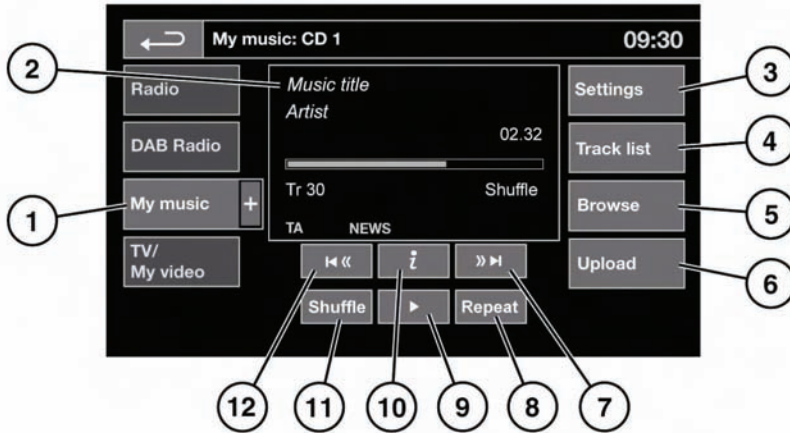 My music: CD 1
09:30
Radio
DAB Radio
My music +
TV/
My video
Music title
Artist
02.32
Tr 30
Shuffle
TA NEWS
Settings
Track list
Browse
Upload
i
Shuffle
Repeat
1
2
3
4
5
6
7
8
9
10
11
12